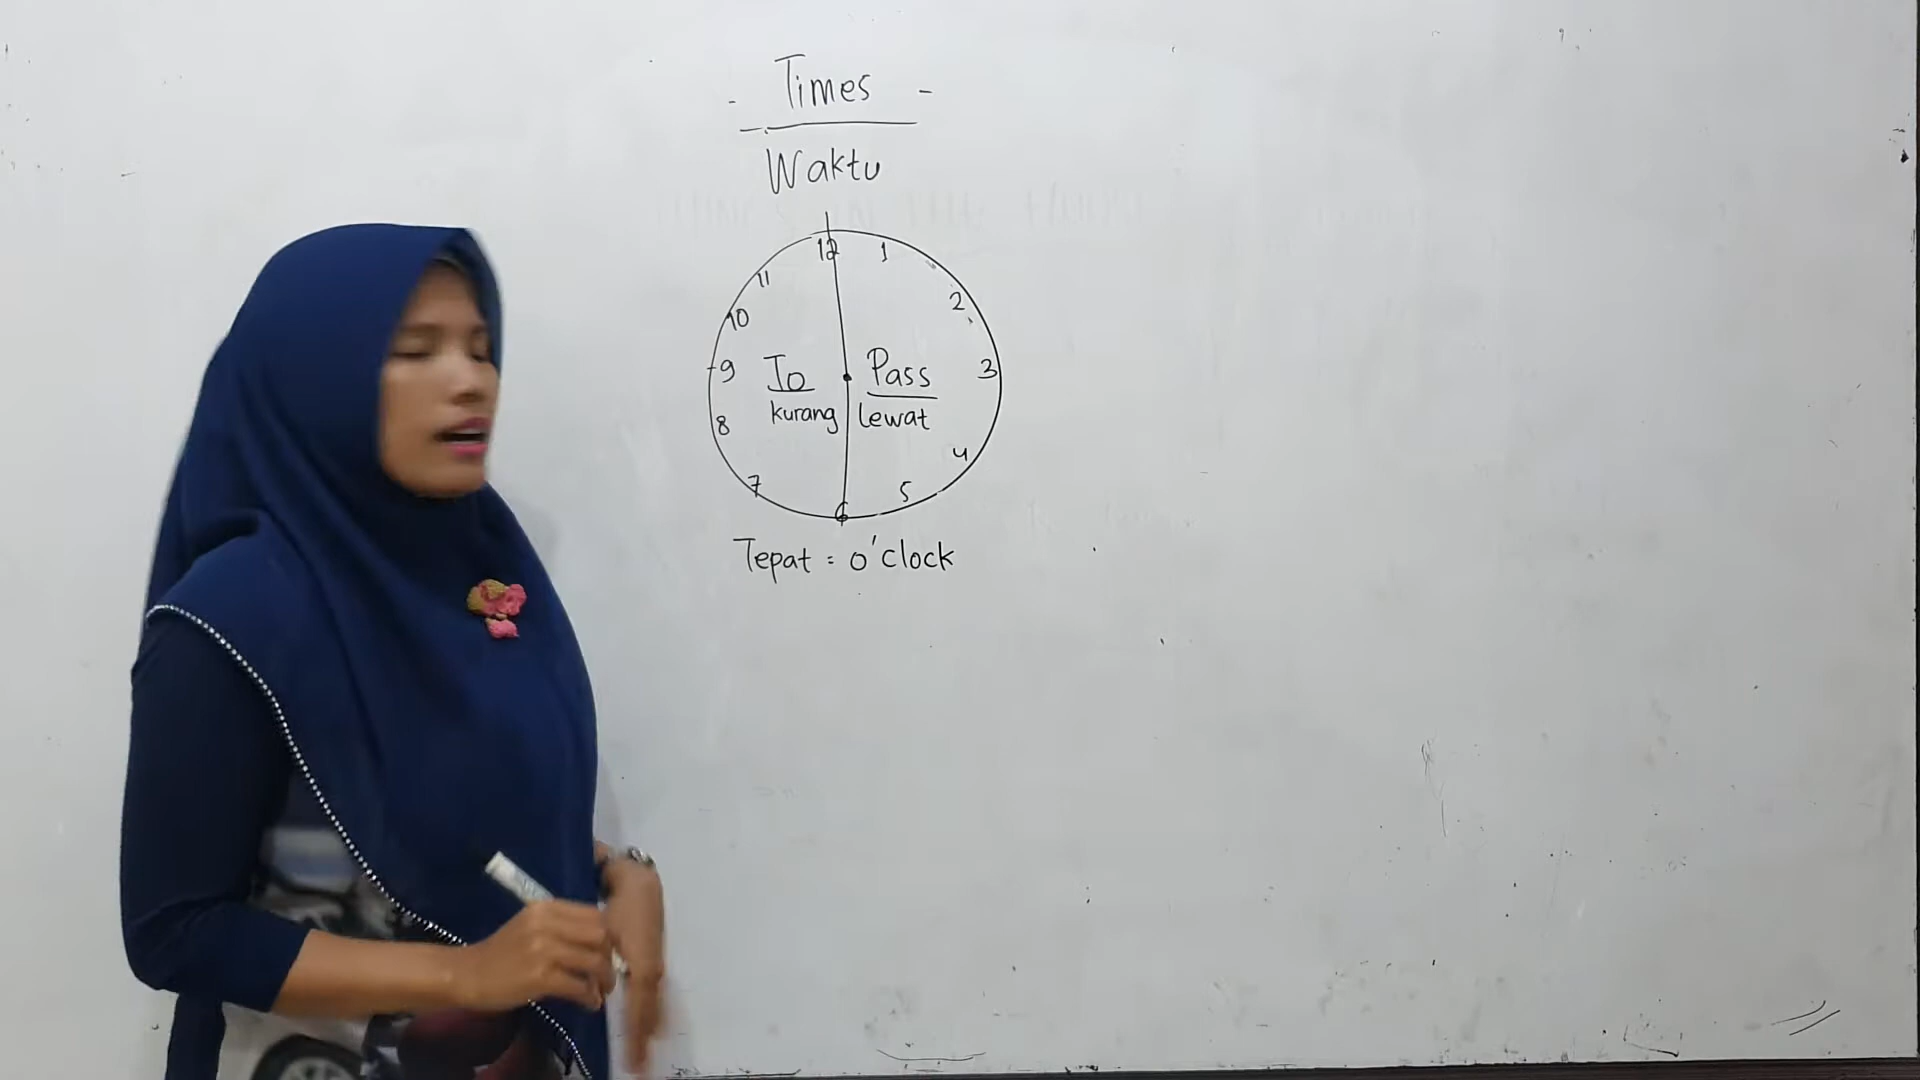 - Times -
Waktu
12
1
11
2
10
3
9
To
Pass
kurang
lewat
8
4
7
5
6
Tepat = o'clock